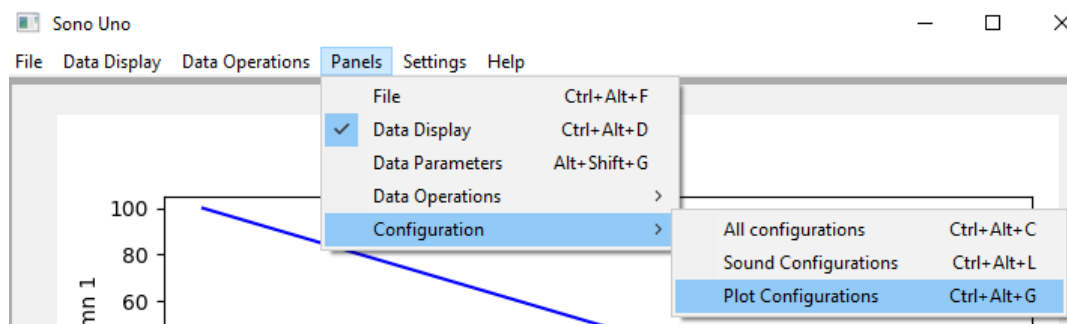 Sono Uno
File Data Display Data Operations Panels Settings Help
File Ctrl+Alt+F
Data Display Ctrl+Alt+D
Data Parameters Alt+Shift+G
Data Operations
Configuration
All configurations Ctrl+Alt+C
Sound Configurations Ctrl+Alt+L
Plot Configurations Ctrl+Alt+G
100
80
60
mn 1